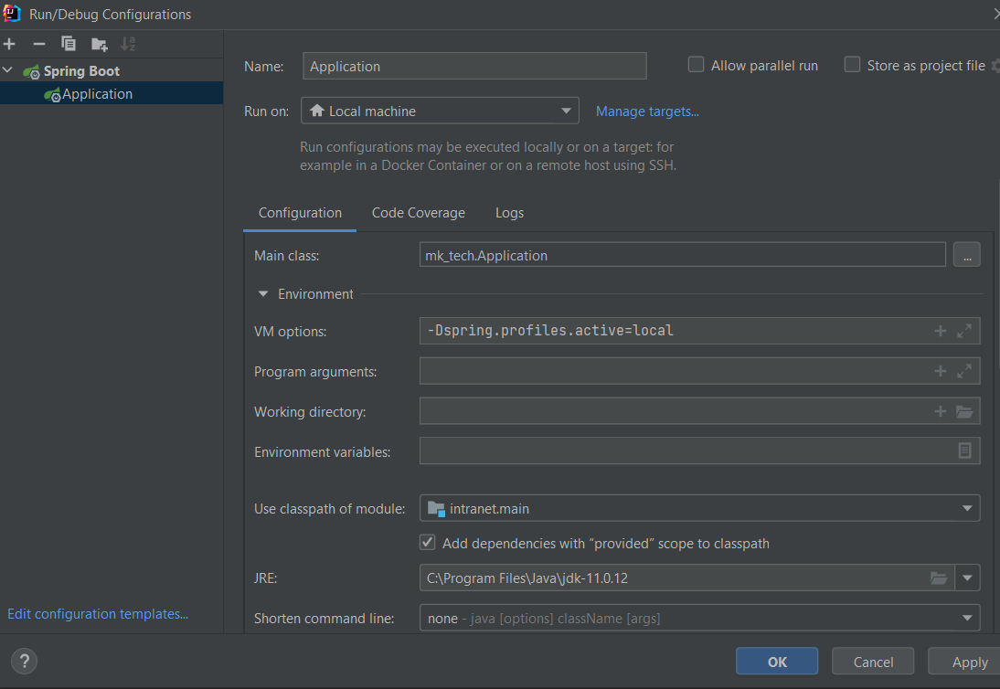 Run/Debug Configurations
Spring Boot
Application
Name: Application
Allow parallel run
Store as project file
Run on: Local machine
Manage targets...
Run configurations may be executed locally or on a target: for
example in a Docker Container or on a remote host using SSH.
Configuration Code Coverage Logs
Main class: mk_tech.Application ...
Environment
VM options: -Dspring.profiles.active=local
Program arguments:
Working directory:
Environment variables:
Use classpath of module: intranet.main
Add dependencies with “provided” scope to classpath
JRE: C:\Program Files\Java\jdk-11.0.12
Shorten command line: none - java [options] className [args]
Edit configuration templates...
? OK Cancel Apply